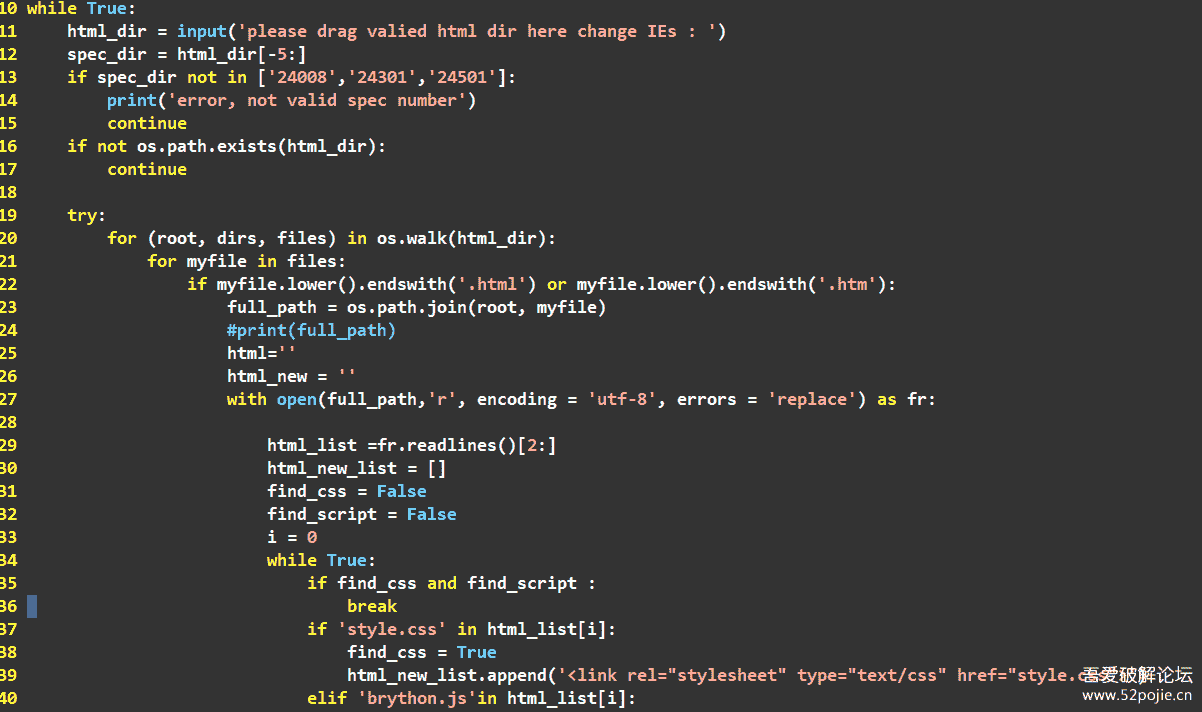 10 while True:
11     html_dir = input('please drag valied html dir here change IEs : ')
12     spec_dir = html_dir[-5:]
13     if spec_dir not in ['24008','24301','24501']:
14         print('error, not valid spec number')
15         continue
16     if not os.path.exists(html_dir):
17         continue
18
19     try:
20         for (root, dirs, files) in os.walk(html_dir):
21             for myfile in files:
22                 if myfile.lower().endswith('.html') or myfile.lower().endswith('.htm'):
23                     full_path = os.path.join(root, myfile)
24                     #print(full_path)
25                     html=''
26                     html_new = ''
27                     with open(full_path,'r', encoding = 'utf-8', errors = 'replace') as fr:
28
29                         html_list =fr.readlines()[2:]
30                         html_new_list = []
31                         find_css = False
32                         find_script = False
33                         i = 0
34                         while True:
35                             if find_css and find_script :
36                                 break
37                             if 'style.css' in html_list[i]:
38                                 find_css = True
39                                 html_new_list.append('<link rel="stylesheet" type="text/css" href="style.c
40                             elif 'brython.js'in html_list[i]:
吾爱破解论坛
www.52pojie.cn